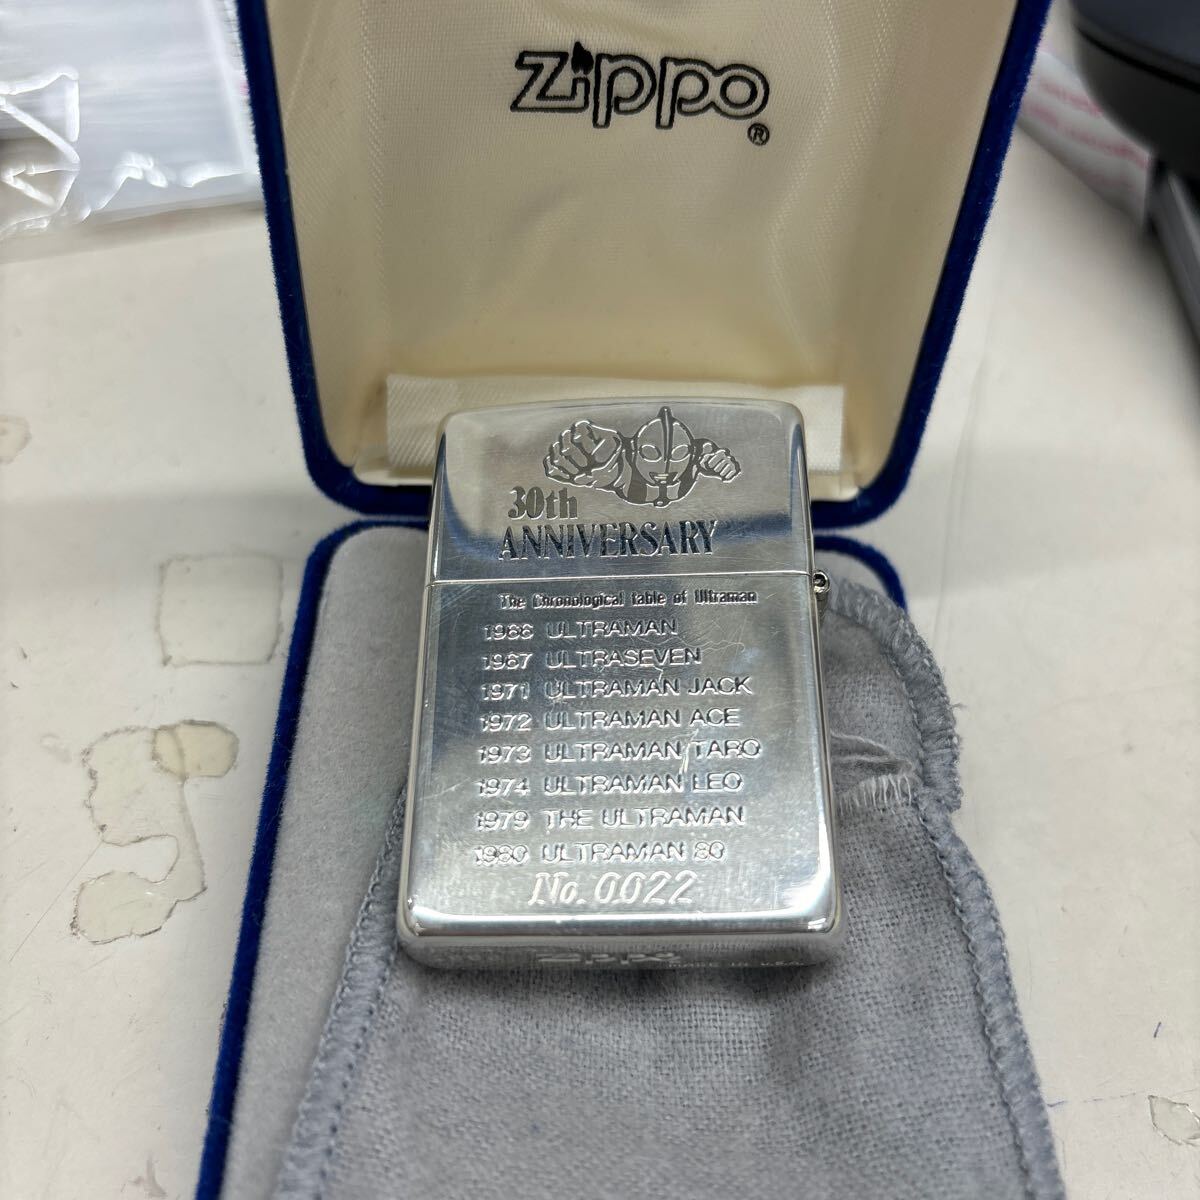 Zippo®
30th
ANNIVERSARY
The Chronological table of Ultraman
1966 ULTRAMAN
1967 ULTRASEVEN
1971 ULTRAMAN JACK
1972 ULTRAMAN ACE
1973 ULTRAMAN TARO
1974 ULTRAMAN LEO
1979 THE ULTRAMAN
1980 ULTRAMAN 80
No. 0022